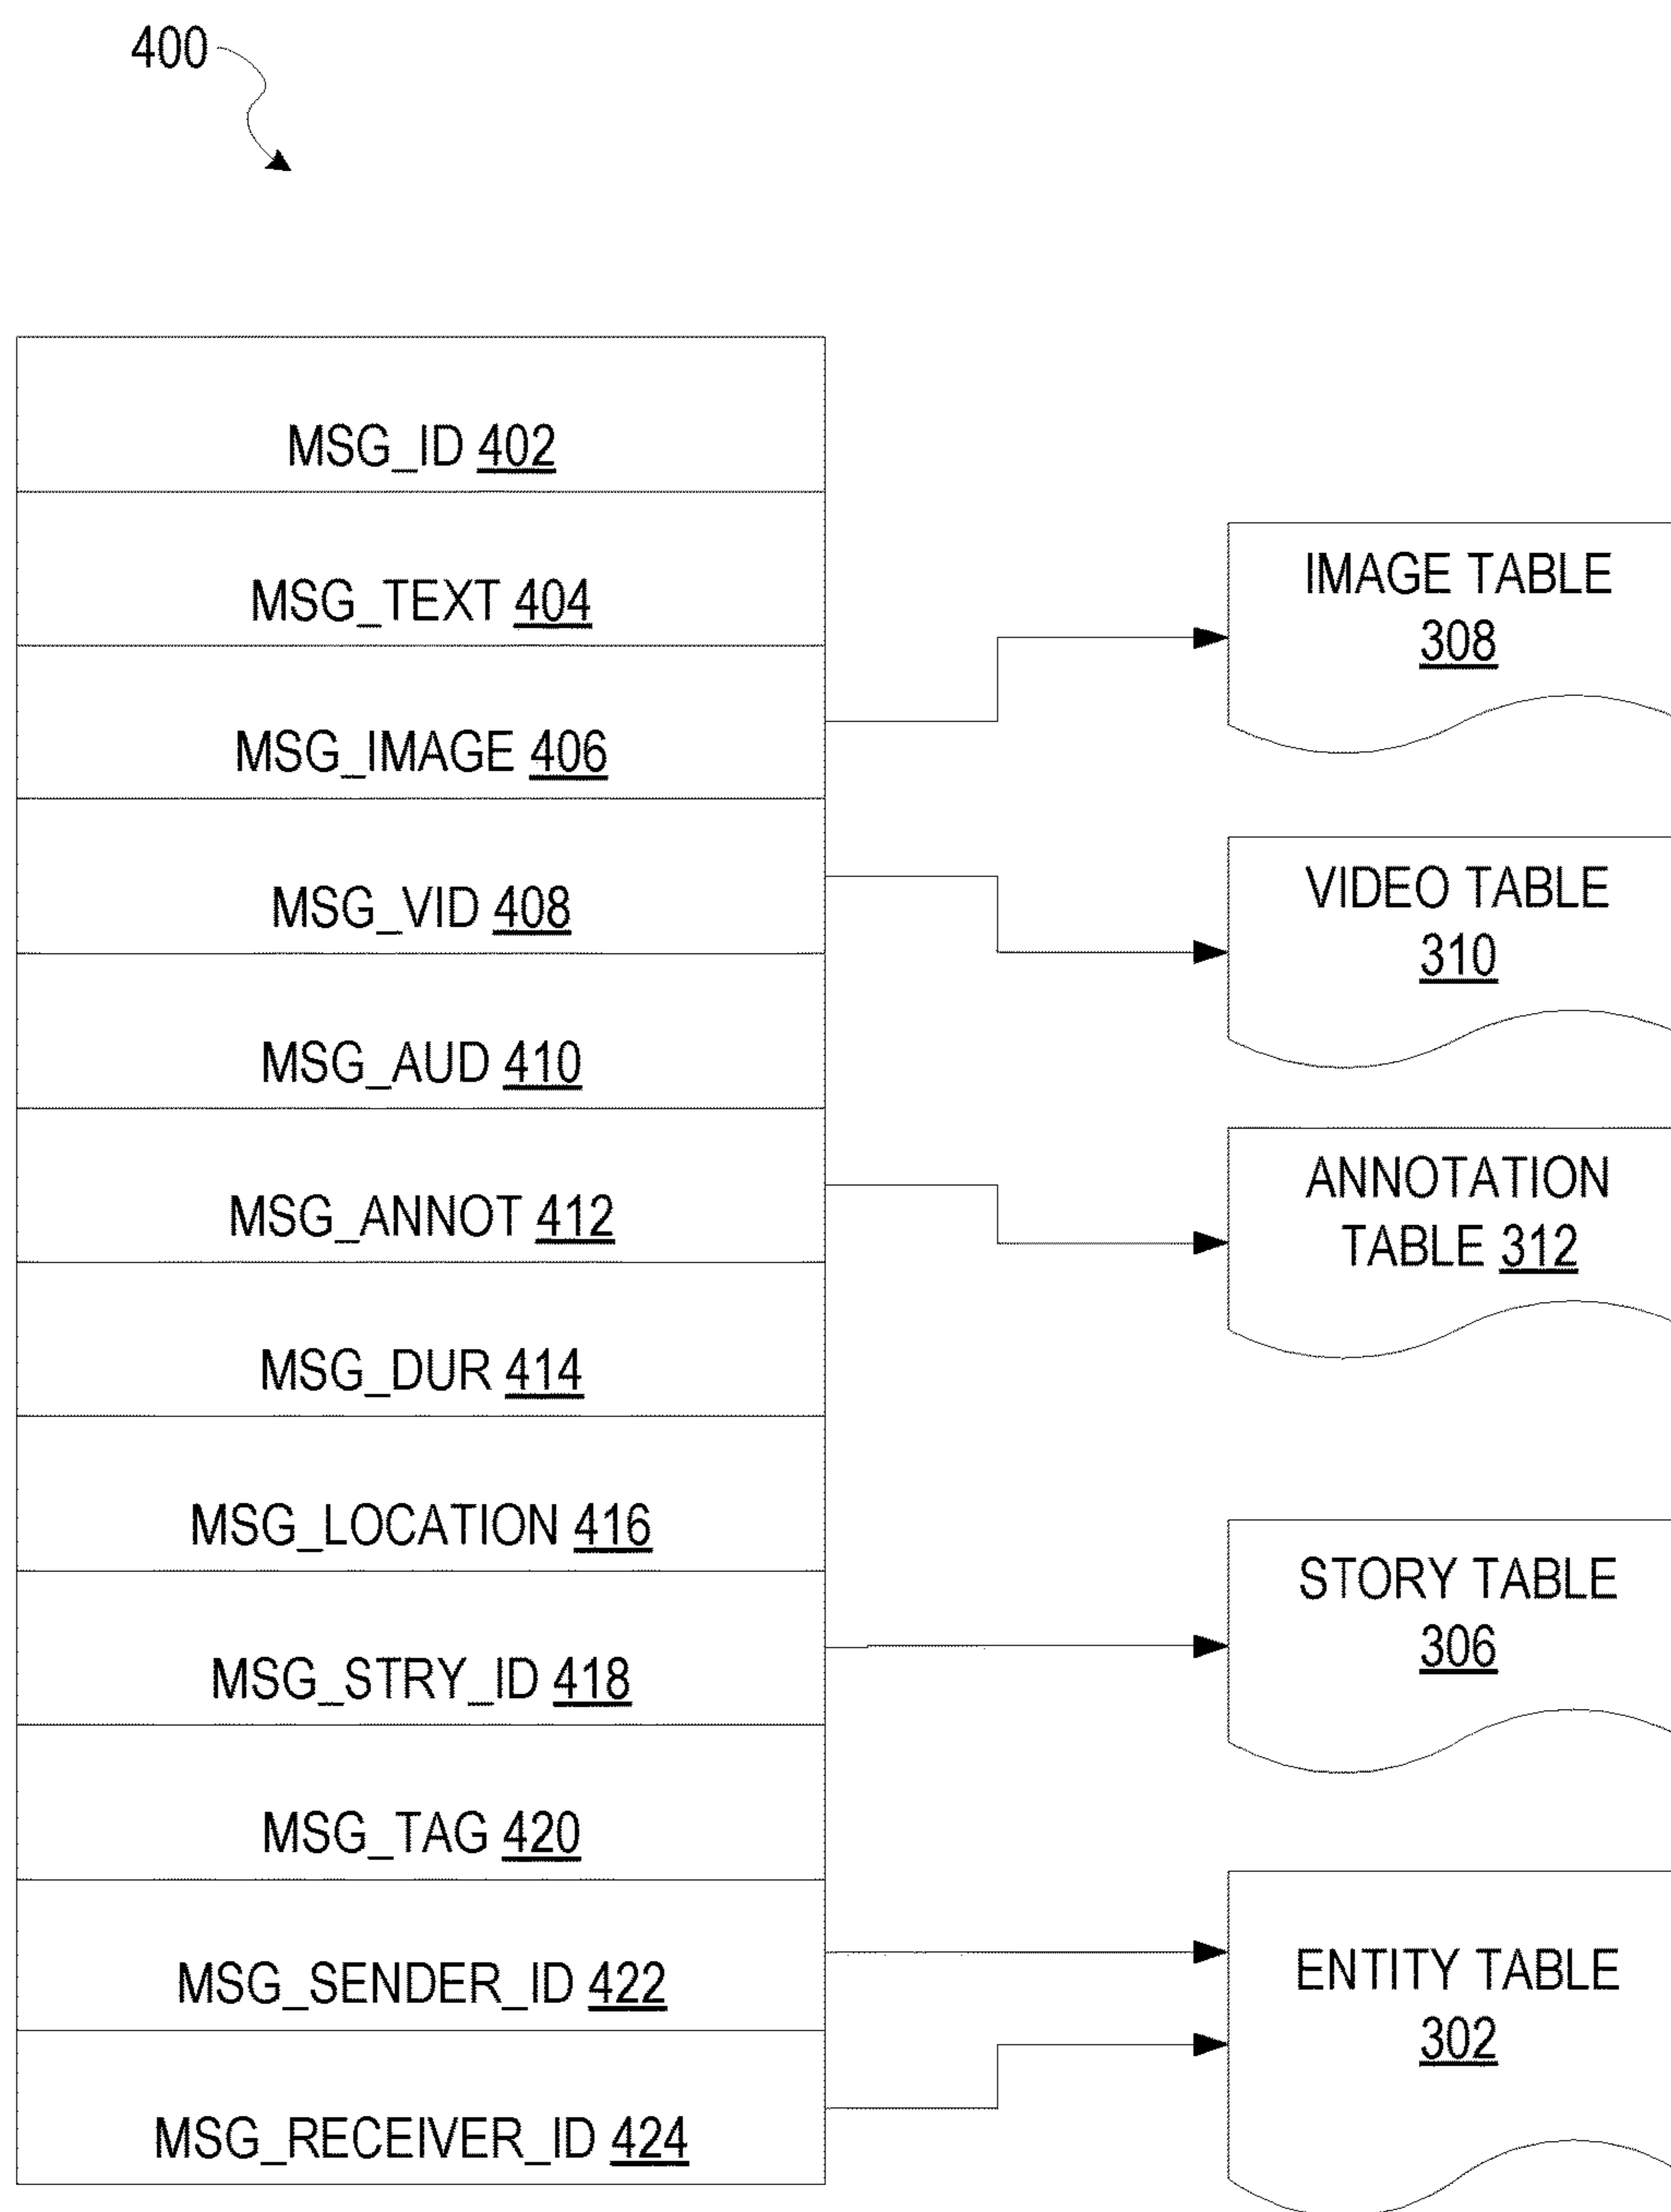 400
MSG_ID 402
MSG_TEXT 404
MSG_IMAGE 406
MSG_VID 408
MSG_AUD 410
MSG_ANNOT 412
MSG_DUR 414
MSG_LOCATION 416
MSG_STRY_ID 418
MSG_TAG 420
MSG_SENDER_ID 422
MSG_RECEIVER_ID 424
IMAGE TABLE
308
VIDEO TABLE
310
ANNOTATION
TABLE 312
STORY TABLE
306
ENTITY TABLE
302